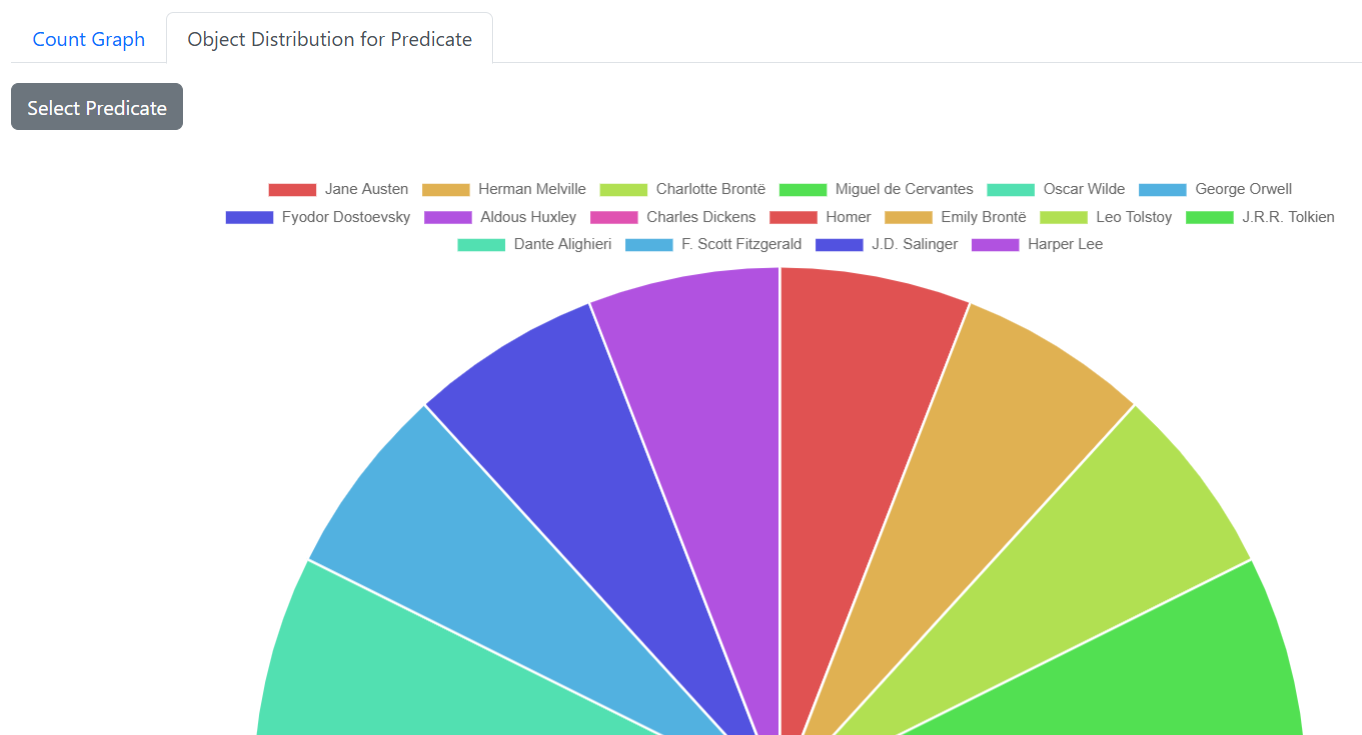 Count Graph Object Distribution for Predicate
Select Predicate
Jane Austen Herman Melville Charlotte Brontë Miguel de Cervantes Oscar Wilde George Orwell
Fyodor Dostoevsky Aldous Huxley Charles Dickens Homer Emily Brontë Leo Tolstoy J.R.R. Tolkien
Dante Alighieri F. Scott Fitzgerald J.D. Salinger Harper Lee